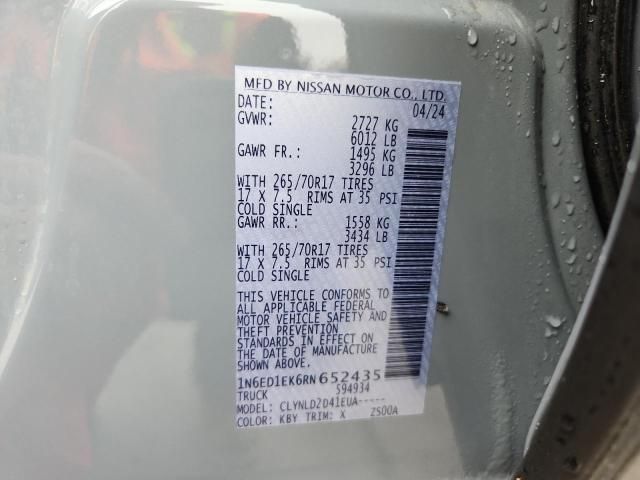 MFD BY NISSAN MOTOR CO., LTD.
DATE: 04/24
GVWR: 2727 KG
6012 LB
GAWR FR.: 1495 KG
3296 LB
WITH 265/70R17 TIRES
17 X 7.5 RIMS AT 35 PSI
COLD SINGLE
GAWR RR.: 1558 KG
3434 LB
WITH 265/70R17 TIRES
17 X 7.5 RIMS AT 35 PSI
COLD SINGLE
THIS VEHICLE CONFORMS TO
ALL APPLICABLE FEDERAL
MOTOR VEHICLE SAFETY AND
THEFT PREVENTION
STANDARDS IN EFFECT ON
THE DATE OF MANUFACTURE
SHOWN ABOVE.
1N6ED1EK6RN652435
TRUCK 594934
MODEL: CLYNLD2D41EUA-----
COLOR: KBY TRIM: X ZS00A